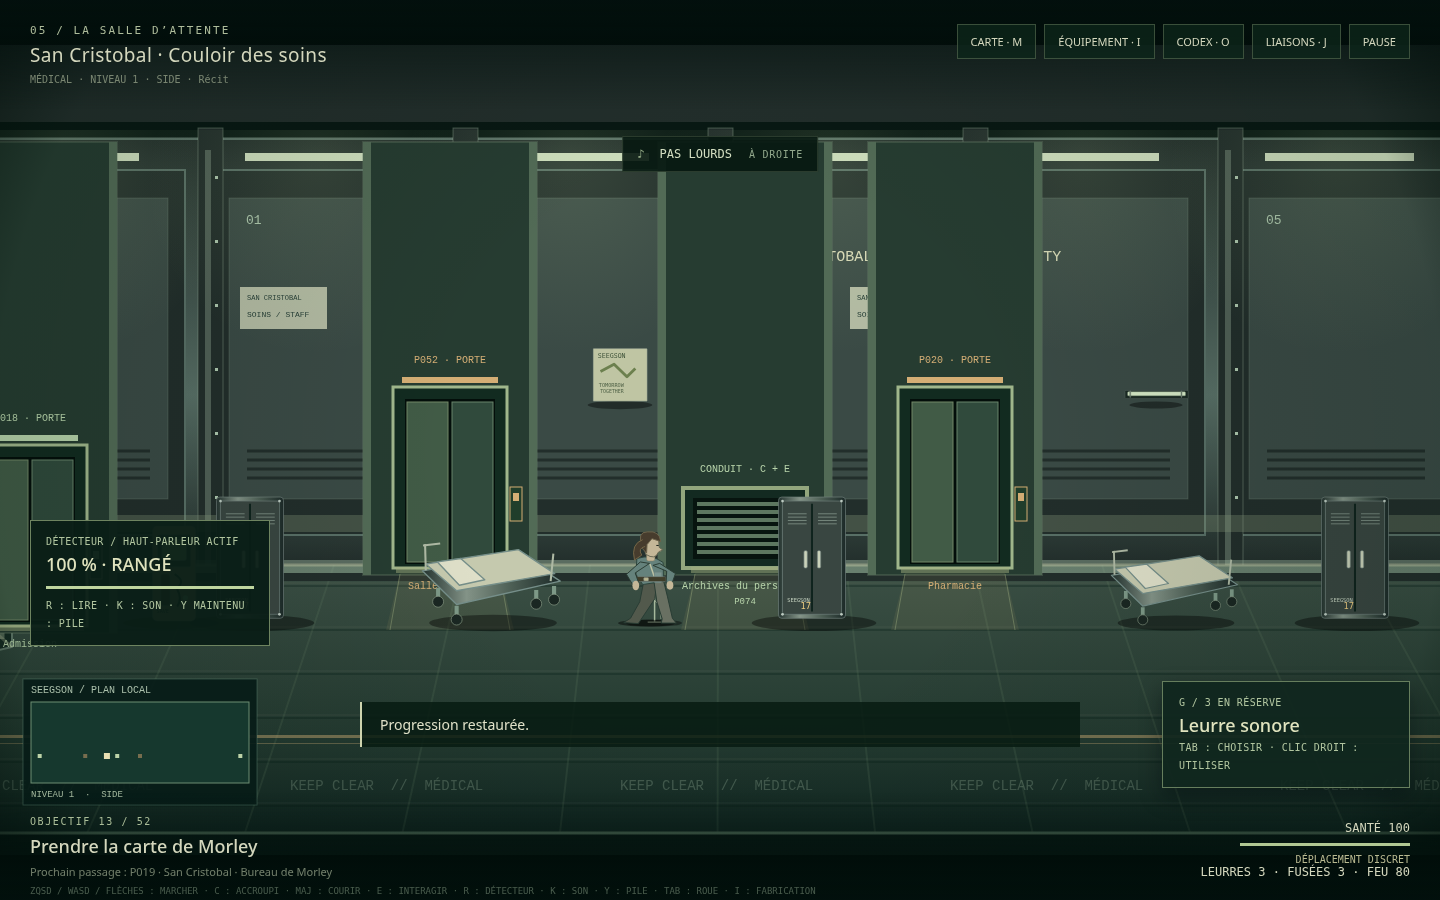 05 / LA SALLE D’ATTENTE
San Cristobal · Couloir des soins
MÉDICAL · NIVEAU 1 · SIDE · Récit
CARTE · M
ÉQUIPEMENT · I
CODEX · O
LIAISONS · J
PAUSE
♪ PAS LOURDS À DROITE
01
05
TOBAL
TY
SAN CRISTOBAL
SOINS / STAFF
SAN
SO
P052 · PORTE
SEEGSON
TOMORROW
TOGETHER
P020 · PORTE
018 · PORTE
CONDUIT · C + E
DÉTECTEUR / HAUT-PARLEUR ACTIF
100 % · RANGÉ
R : LIRE · K : SON · Y MAINTENU
: PILE
Salle
Archives du pers
P074
Pharmacie
SEEGSON
17
SEEGSON
17
SEEGSON / PLAN LOCAL
NIVEAU 1 · SIDE
Progression restaurée.
G / 3 EN RÉSERVE
Leurre sonore
TAB : CHOISIR · CLIC DROIT :
UTILISER
KEEP CLEAR // MÉDICAL
KEEP CLEAR // MÉDICAL
KEEP CLEAR // MÉDICAL
OBJECTIF 13 / 52
Prendre la carte de Morley
Prochain passage : P019 · San Cristobal · Bureau de Morley
ZQSD / WASD / FLÈCHES : MARCHER · C : ACCROUPI · MAJ : COURIR · E : INTERAGIR · R : DÉTECTEUR · K : SON · Y : PILE · TAB : ROUE · I : FABRICATION
SANTÉ 100
DÉPLACEMENT DISCRET
LEURRES 3 · FUSÉES 3 · FEU 80